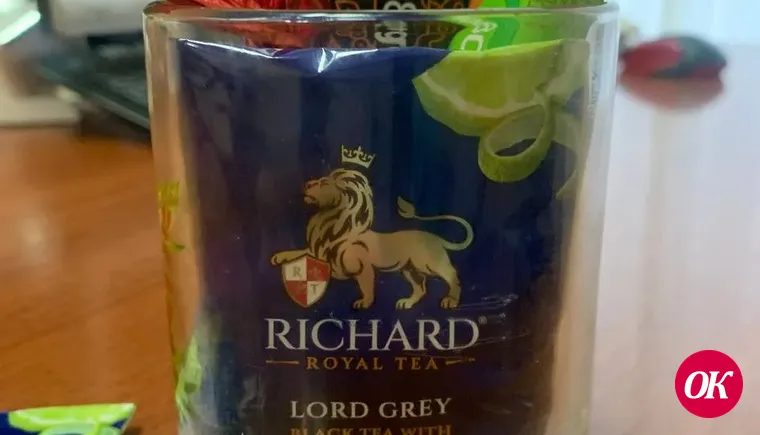 RICHARD®
ROYAL TEA
LORD GREY
BLACK TEA WITH
R
T
OK